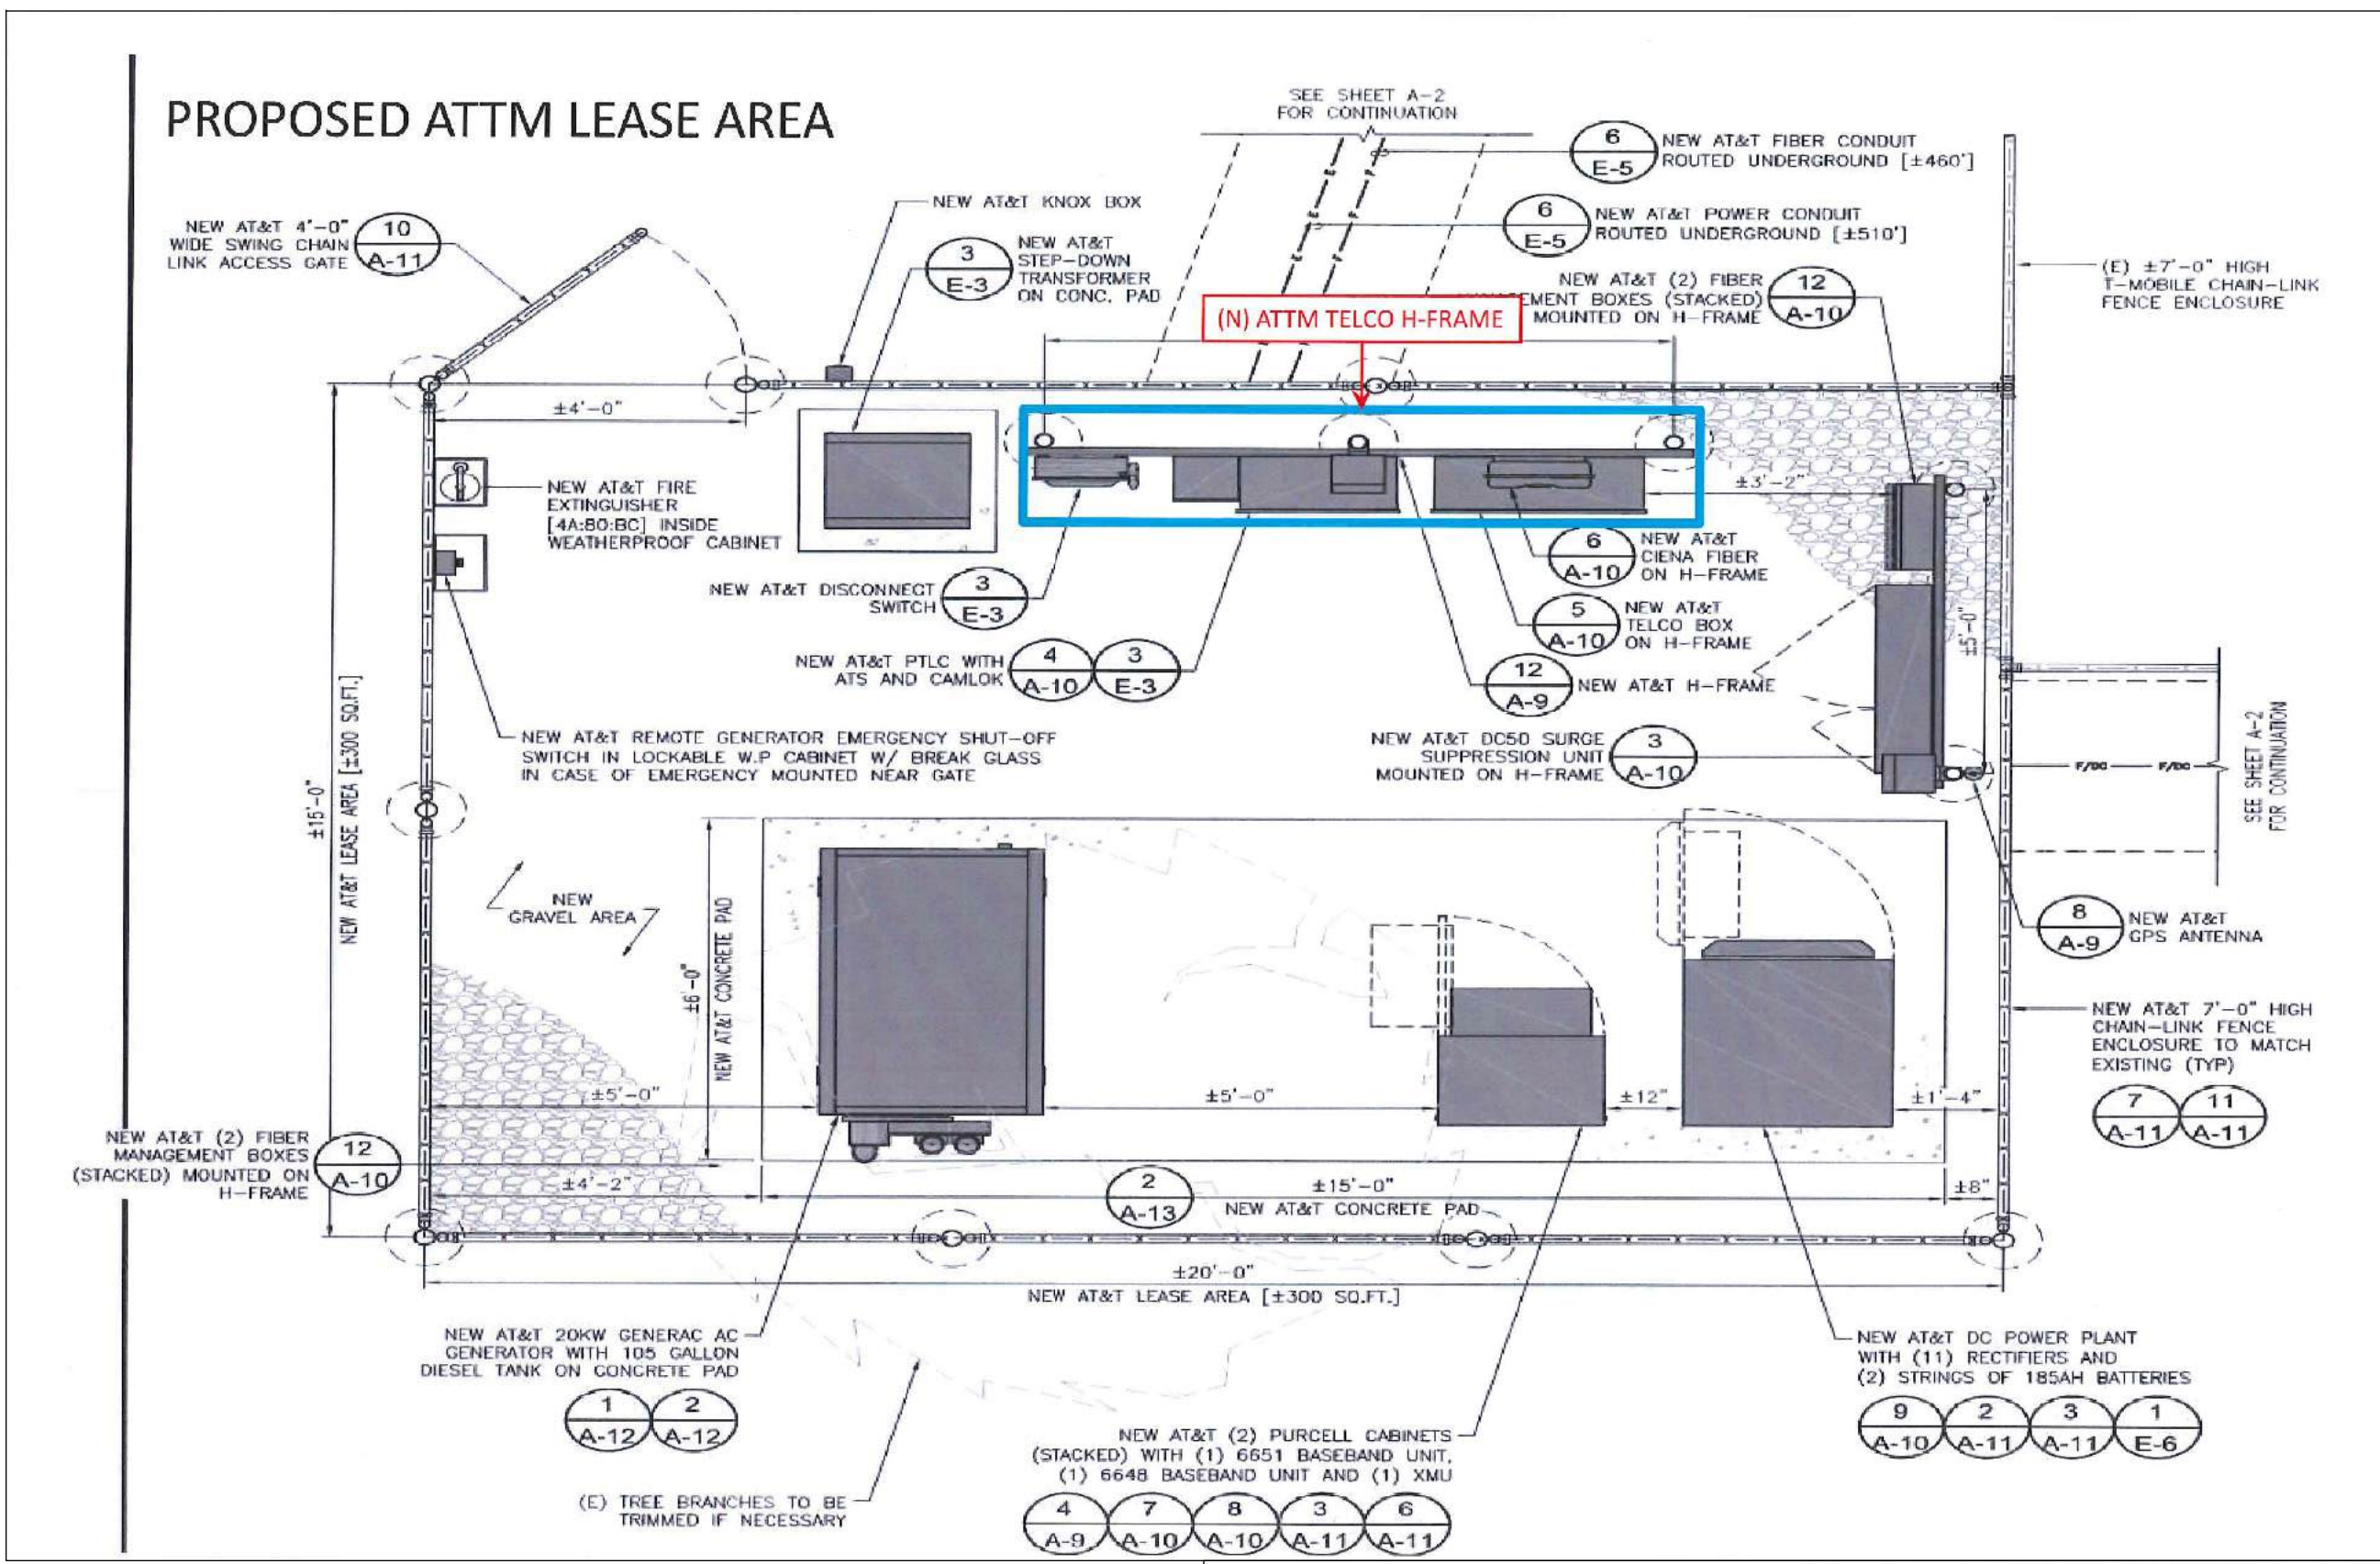 PROPOSED ATTM LEASE AREA
SEE SHEET A-2
FOR CONTINUATION
6
E-5
NEW AT&T FIBER CONDUIT
ROUTED UNDERGROUND [±460']
6
E-5
NEW AT&T POWER CONDUIT
ROUTED UNDERGROUND [±510']
NEW AT&T KNOX BOX
NEW AT&T 4'-0"
WIDE SWING CHAIN
LINK ACCESS GATE
10
A-11
3
E-3
NEW AT&T
STEP-DOWN
TRANSFORMER
ON CONC. PAD
NEW AT&T (2) FIBER
EMENT BOXES (STACKED)
MOUNTED ON H-FRAME
12
A-10
(E) ±7'-0" HIGH
T-MOBILE CHAIN-LINK
FENCE ENCLOSURE
(N) ATTM TELCO H-FRAME
E
F
E
F
E
F
±4'-0"
±3'-2"
NEW AT&T FIRE
EXTINGUISHER
[4A:80:BC] INSIDE
WEATHERPROOF CABINET
6
A-10
NEW AT&T
CIENA FIBER
ON H-FRAME
NEW AT&T DISCONNECT
SWITCH
3
E-3
5
A-10
NEW AT&T
TELCO BOX
ON H-FRAME
±5'-0"
NEW AT&T PTLC WITH
ATS AND CAMLOK
4
A-10
3
E-3
12
A-9
NEW AT&T H-FRAME
NEW AT&T REMOTE GENERATOR EMERGENCY SHUT-OFF
SWITCH IN LOCKABLE W.P CABINET W/ BREAK GLASS
IN CASE OF EMERGENCY MOUNTED NEAR GATE
NEW AT&T DC50 SURGE
SUPPRESSION UNIT
MOUNTED ON H-FRAME
3
A-10
F/DC
F/DC
SEE SHEET A-2
FOR CONTINUATION
±15'-0"
NEW AT&T LEASE AREA [±300 SQ.FT.]
NEW
GRAVEL AREA
±6'-0"
NEW AT&T CONCRETE PAD
8
A-9
NEW AT&T
GPS ANTENNA
NEW AT&T 7'-0" HIGH
CHAIN-LINK FENCE
ENCLOSURE TO MATCH
EXISTING (TYP)
7
A-11
11
A-11
±5'-0"
±5'-0"
±12"
±1'-4"
NEW AT&T (2) FIBER
MANAGEMENT BOXES
(STACKED) MOUNTED ON
H-FRAME
12
A-10
±4'-2"
2
A-13
±15'-0"
NEW AT&T CONCRETE PAD
±8"
±20'-0"
NEW AT&T LEASE AREA [±300 SQ.FT.]
NEW AT&T 20KW GENERAC AC
GENERATOR WITH 105 GALLON
DIESEL TANK ON CONCRETE PAD
1
A-12
2
A-12
NEW AT&T DC POWER PLANT
WITH (11) RECTIFIERS AND
(2) STRINGS OF 185AH BATTERIES
9
A-10
2
A-11
3
A-11
1
E-6
NEW AT&T (2) PURCELL CABINETS
(STACKED) WITH (1) 6651 BASEBAND UNIT,
(1) 6648 BASEBAND UNIT AND (1) XMU
4
A-9
7
A-10
8
A-10
3
A-11
6
A-11
(E) TREE BRANCHES TO BE
TRIMMED IF NECESSARY